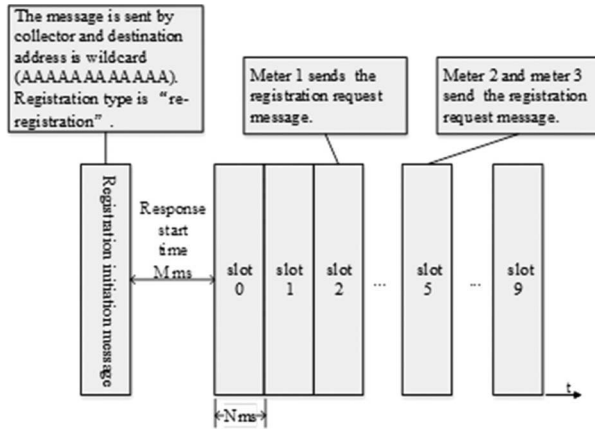 The message is sent by
collector and destination
address is wildcard
(AAAAAAAAAAAA).
Registration type is “re-
registration” .
Meter 1 sends the
registration request
message.
Meter 2 and meter 3
send the registration
request message.
Registration initiation message
Response
start
time
M ms
slot
0
slot
1
slot
2
...
slot
5
...
slot
9
t
N ms